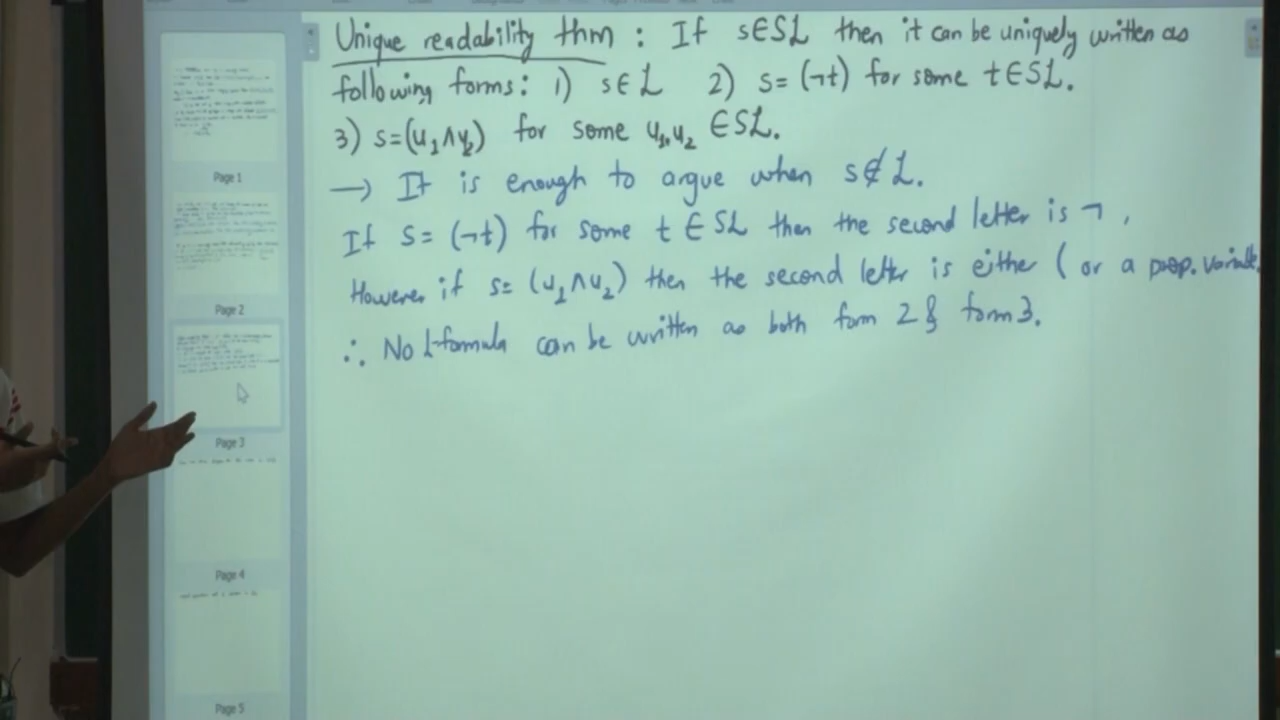 Unique readability thm : If s∈SL then it can be uniquely written as
following forms: 1) s∈L 2) s=(¬t) for some t∈SL.
3) s=(u₁∧u₂) for some u₁,u₂ ∈SL.
→ It is enough to argue when s∉L.
If s=(¬t) for some t∈SL then the second letter is ¬,
However if s=(u₁∧u₂) then the second letter is either ( or a prop. variable.
∴ No L-formula can be written as both form 2 & form 3.
Page 1
Page 2
Page 3
Page 4
Page 5